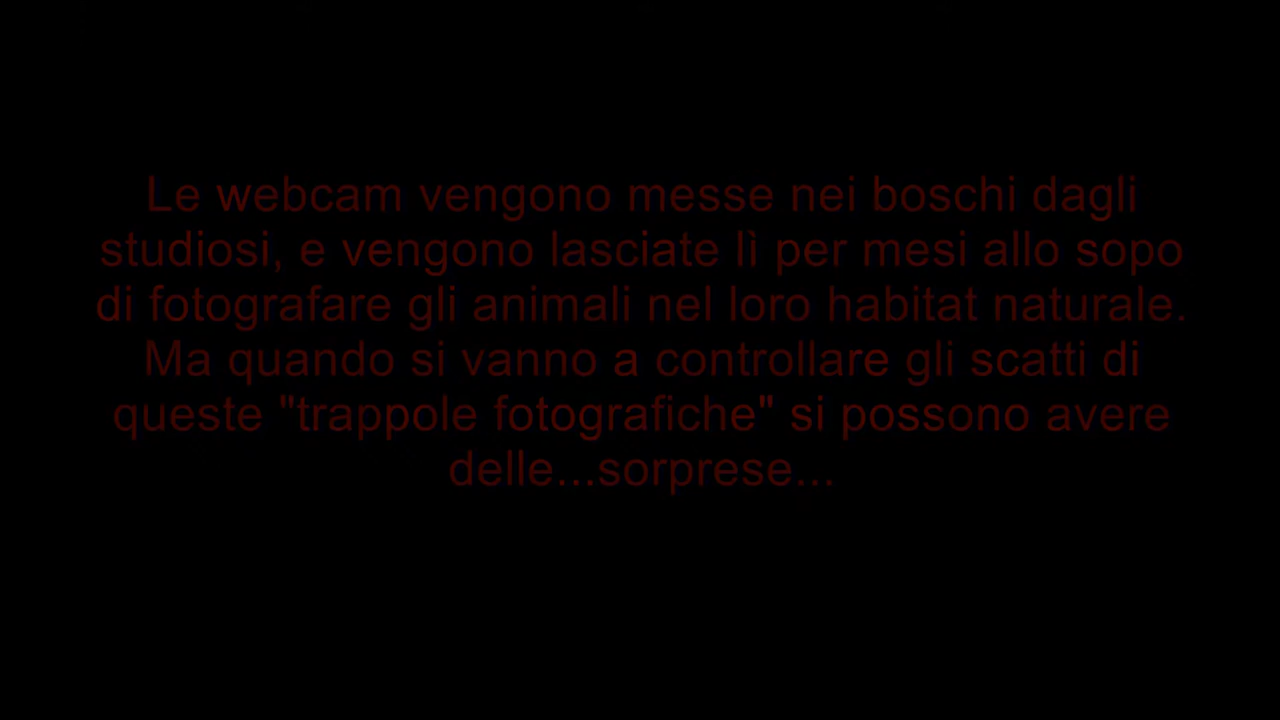 Le webcam vengono messe nei boschi dagli
studiosi, e vengono lasciate lì per mesi allo sopo
di fotografare gli animali nel loro habitat naturale.
Ma quando si vanno a controllare gli scatti di
queste "trappole fotografiche" si possono avere
delle...sorprese...